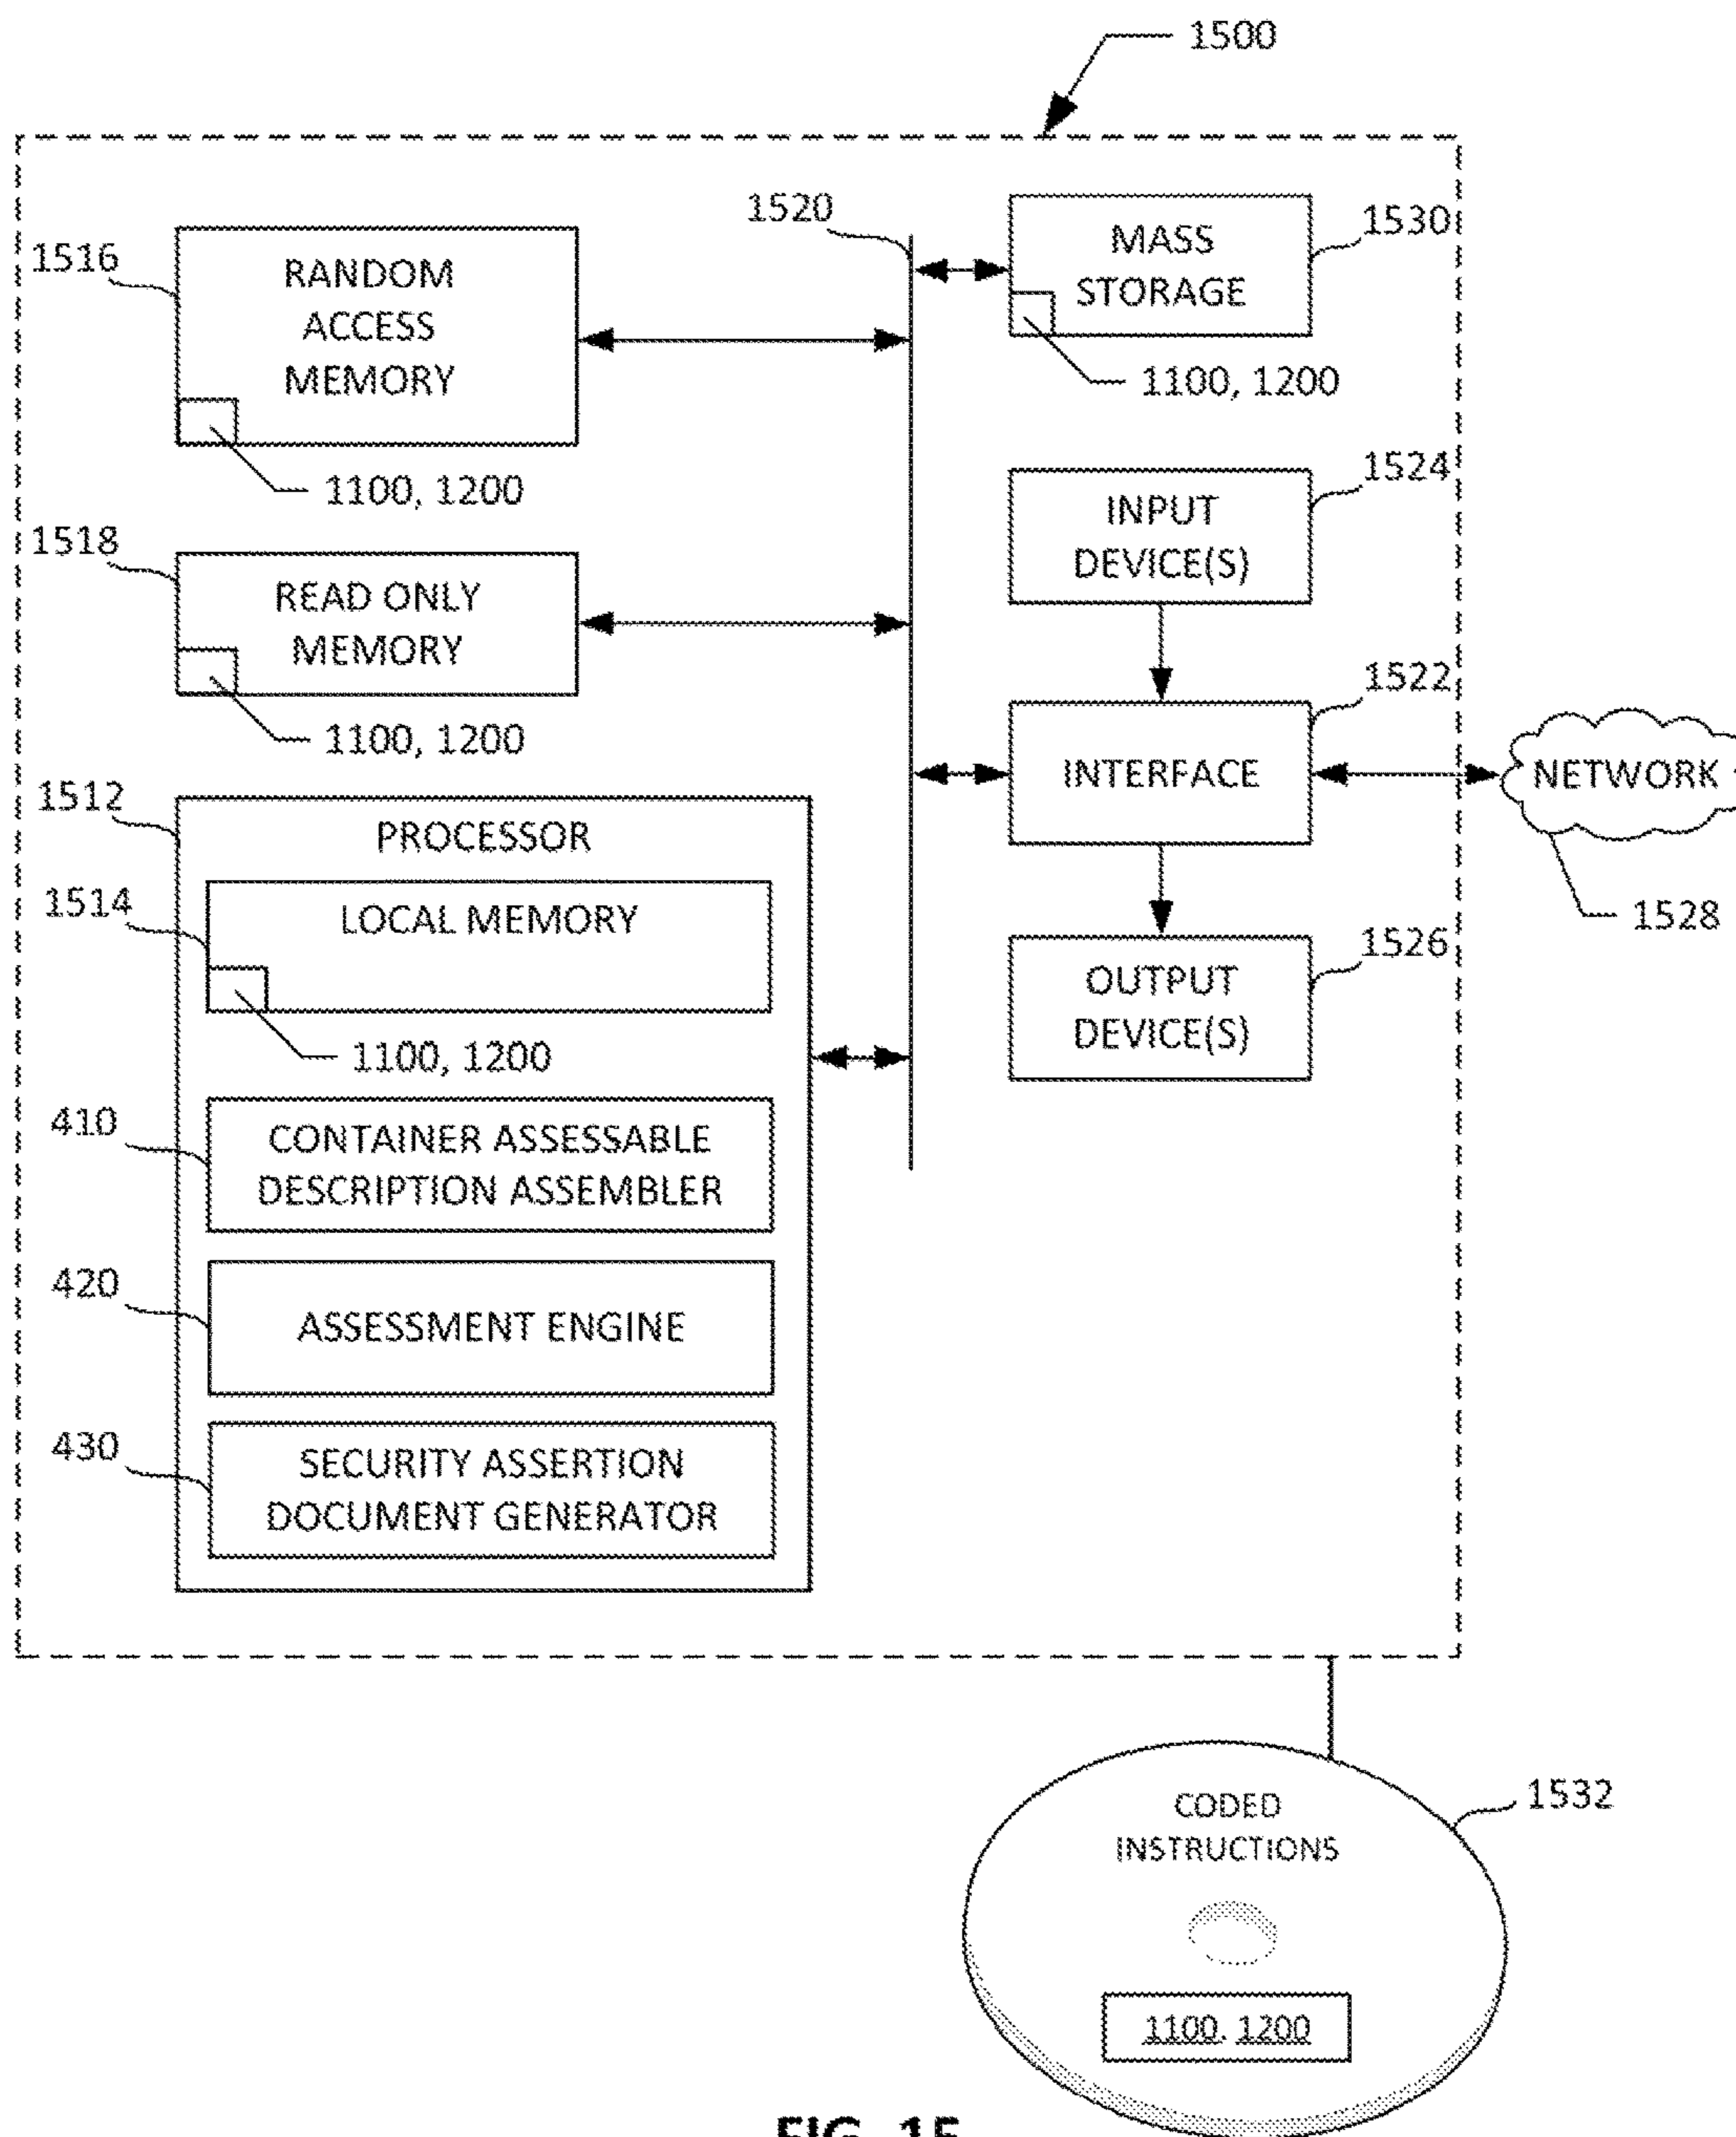 1500
1520
1530
MASS
STORAGE
1100, 1200
1516
RANDOM
ACCESS
MEMORY
1100, 1200
1524
INPUT
DEVICE(S)
1518
READ ONLY
MEMORY
1100, 1200
1522
INTERFACE
NETWORK
1528
1512
PROCESSOR
1514
LOCAL MEMORY
1100, 1200
1526
OUTPUT
DEVICE(S)
410
CONTAINER ASSESSABLE
DESCRIPTION ASSEMBLER
420
ASSESSMENT ENGINE
430
SECURITY ASSERTION
DOCUMENT GENERATOR
1532
CODED
INSTRUCTIONS
1100, 1200
FIG. 15